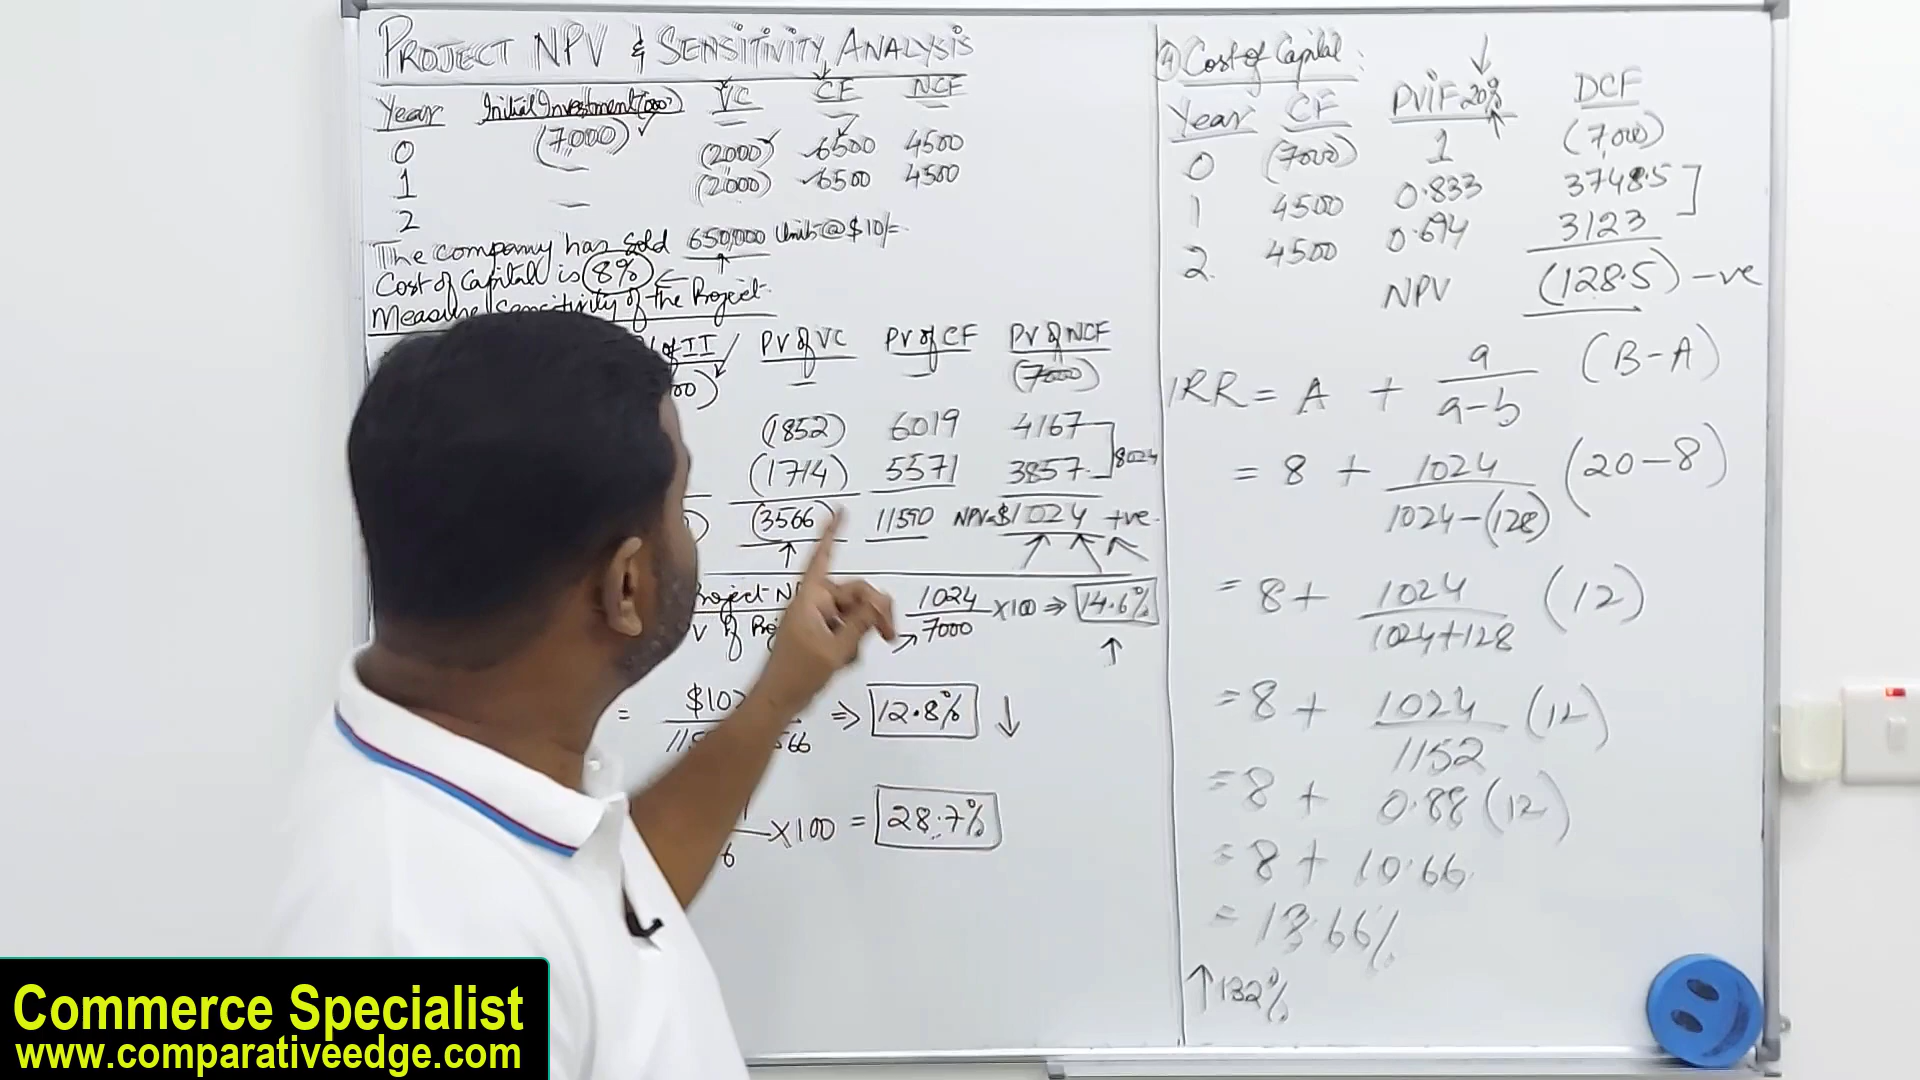 PROJECT NPV & SENSITIVITY ANALYSIS
Year Initial Investment ('000') VC CF NCF
0 (7,000) (2000) 6500 4500
1 — (2000) 6500 4500
2 —
The company has sold 650,000 Units @ $10/=
Cost of Capital is 8%
Measure Sensitivity of the Project.
of II PV of VC PV of CF PV of NCF
(7000)
(1852) 6019 4167
(1714) 5571 3857 8024
(3566) 11590 NPV=$1024 +ve
1024
7000 ×100 ⇒ 14.6%
= ⇒ 12.8% ↓
×100 = 28.7%
④ Cost of Capital:
Year CF PVIF 20% DCF
0 (7000) 1 (7,000)
1 4500 0.833 3748.5
2 4500 0.694 3123
NPV (128.5) -ve
IRR = A + a/a-b (B-A)
= 8 + 1024/1024-(128) (20-8)
= 8 + 1024/1024+128 (12)
= 8 + 1024/1152 (12)
= 8 + 0.88 (12)
= 8 + 10.66
= 18.66%
↑ 132%
Commerce Specialist
www.comparativeedge.com